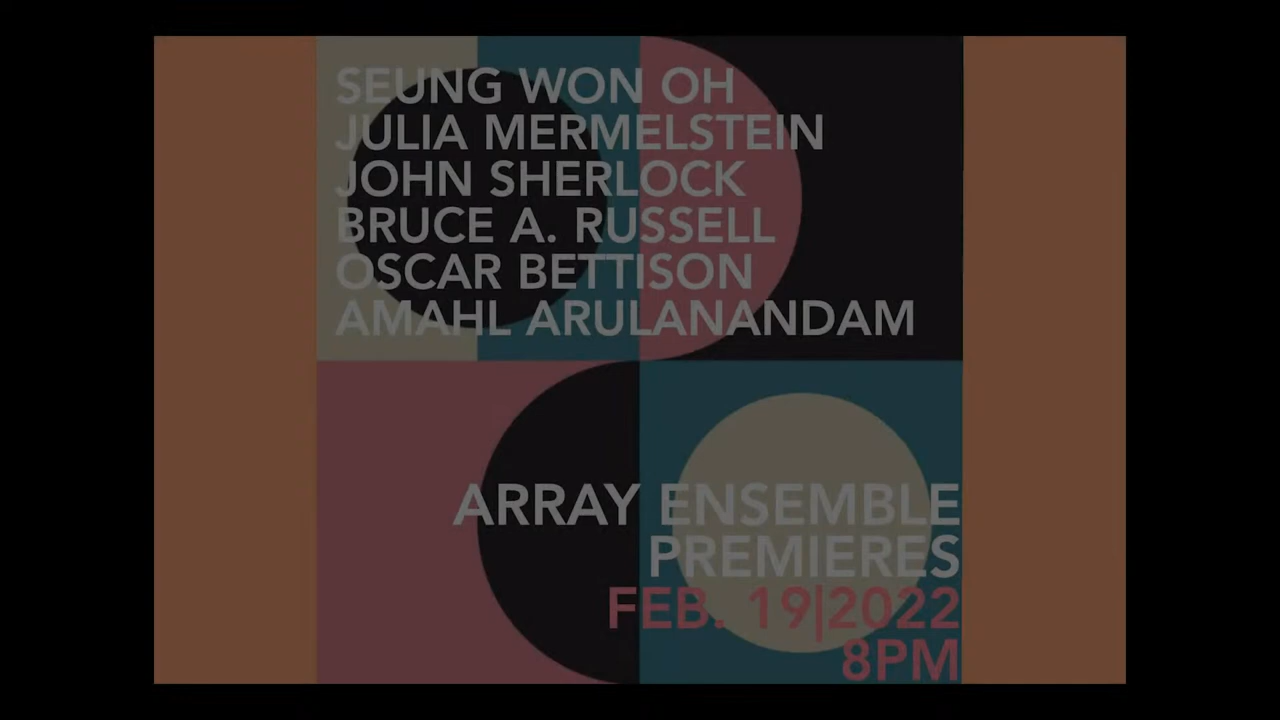 SEUNG WON OH
JULIA MERMELSTEIN
JOHN SHERLOCK
BRUCE A. RUSSELL
OSCAR BETTISON
AMAHL ARULANANDAM
ARRAY ENSEMBLE
PREMIERES
FEB. 19|2022
8PM